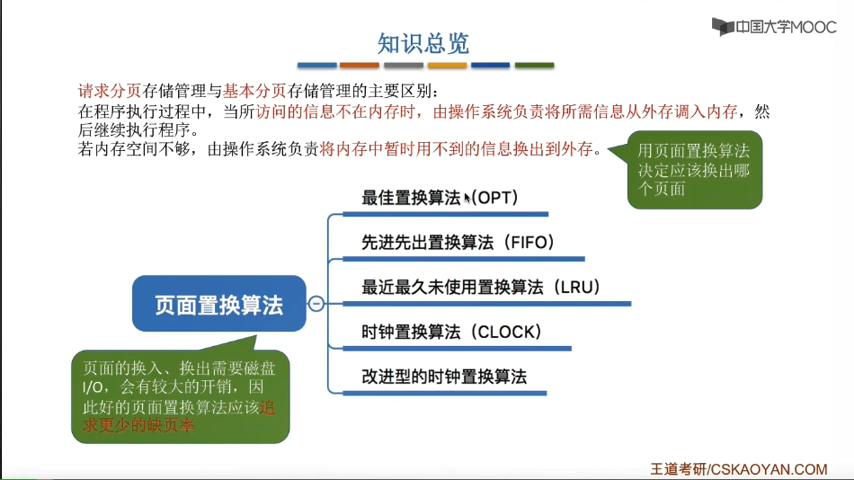 中国大学MOOC
知识总览
请求分页存储管理与基本分页存储管理的主要区别：
在程序执行过程中，当所访问的信息不在内存时，由操作系统负责将所需信息从外存调入内存，然
后继续执行程序。
若内存空间不够，由操作系统负责将内存中暂时用不到的信息换出到外存。
用页面置换算法
决定应该换出哪
个页面
最佳置换算法（OPT）
先进先出置换算法（FIFO）
最近最久未使用置换算法（LRU）
时钟置换算法（CLOCK）
改进型的时钟置换算法
页面置换算法
页面的换入、换出需要磁盘
I/O，会有较大的开销，因
此好的页面置换算法应该追
求更少的缺页率
王道考研/CSKAOYAN.COM